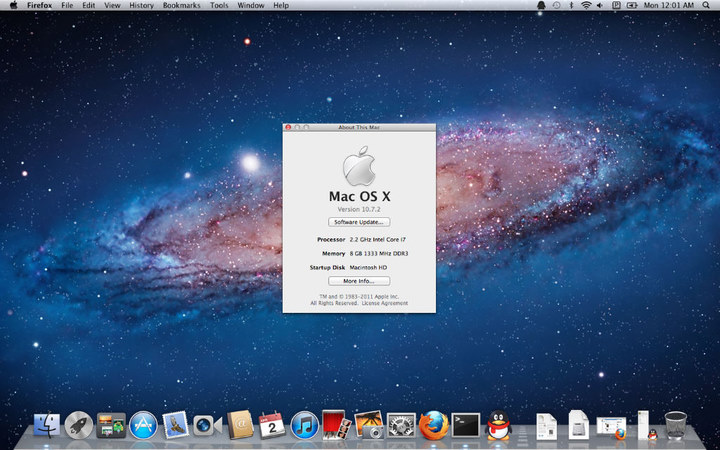 Firefox File Edit View History Bookmarks Tools Window Help P Mon 12:01 AM
About This Mac
Mac OS X
Version 10.7.2
Software Update...
Processor 2.2 GHz Intel Core i7
Memory 8 GB 1333 MHz DDR3
Startup Disk Macintosh HD
More Info...
TM and © 1983-2011 Apple Inc.
All Rights Reserved. License Agreement
2